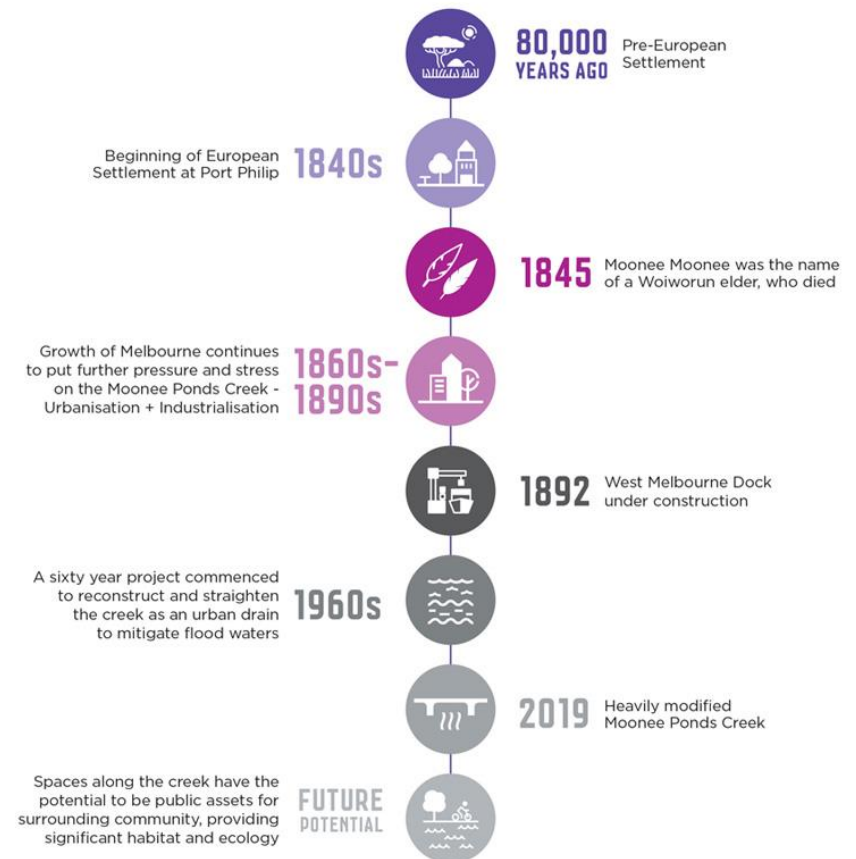 80,000
YEARS AGO
Pre-European
Settlement
Beginning of European
Settlement at Port Philip
1840s
1845
Moonee Moonee was the name
of a Woiworun elder, who died
Growth of Melbourne continues
to put further pressure and stress
on the Moonee Ponds Creek -
Urbanisation + Industrialisation
1860s-
1890s
1892
West Melbourne Dock
under construction
A sixty year project commenced
to reconstruct and straighten
the creek as an urban drain
to mitigate flood waters
1960s
2019
Heavily modified
Moonee Ponds Creek
Spaces along the creek have the
potential to be public assets for
surrounding community, providing
significant habitat and ecology
FUTURE
POTENTIAL